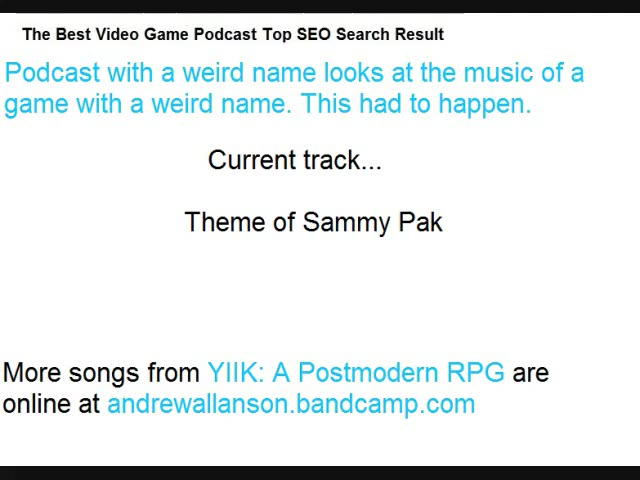 The Best Video Game Podcast Top SEO Search Result
Podcast with a weird name looks at the music of a
game with a weird name. This had to happen.
Current track...
Theme of Sammy Pak
More songs from YIIK: A Postmodern RPG are
online at andrewallanson.bandcamp.com